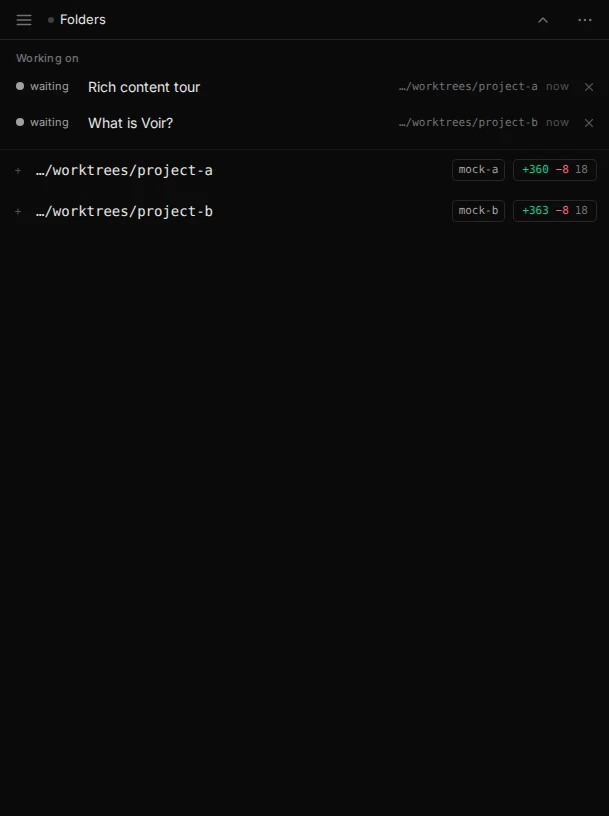 Folders
Working on
waiting Rich content tour …/worktrees/project-a now
waiting What is Voir? …/worktrees/project-b now
+ …/worktrees/project-a mock-a +360 −8 18
+ …/worktrees/project-b mock-b +363 −8 18